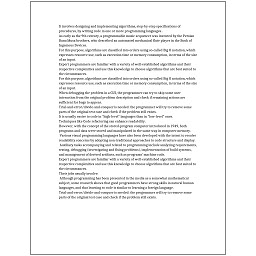 It involves designing and implementing algorithms, step-by-step specifications of
procedures, by writing code in one or more programming languages.
As early as the 9th century, a programmable music sequencer was invented by the Persian
Banu Musa brothers, who described an automated mechanical flute player in the Book of
Ingenious Devices.
For this purpose, algorithms are classified into orders using so-called Big O notation, which
expresses resource use, such as execution time or memory consumption, in terms of the size
of an input.
Expert programmers are familiar with a variety of well-established algorithms and their
respective complexities and use this knowledge to choose algorithms that are best suited to
the circumstances.
For this purpose, algorithms are classified into orders using so-called Big O notation, which
expresses resource use, such as execution time or memory consumption, in terms of the size
of an input.
When debugging the problem in a GUI, the programmer can try to skip some user
interaction from the original problem description and check if remaining actions are
sufficient for bugs to appear.
Trial-and-error/divide-and-conquer is needed: the programmer will try to remove some
parts of the original test case and check if the problem still exists.
It is usually easier to code in "high-level" languages than in "low-level" ones.
Techniques like Code refactoring can enhance readability.
However, with the concept of the stored-program computer introduced in 1949, both
programs and data were stored and manipulated in the same way in computer memory.
Various visual programming languages have also been developed with the intent to resolve
readability concerns by adopting non-traditional approaches to code structure and display.
Auxiliary tasks accompanying and related to programming include analyzing requirements,
testing, debugging (investigating and fixing problems), implementation of build systems,
and management of derived artifacts, such as programs' machine code.
Expert programmers are familiar with a variety of well-established algorithms and their
respective complexities and use this knowledge to choose algorithms that are best suited to
the circumstances.
Their jobs usually involve:
Although programming has been presented in the media as a somewhat mathematical
subject, some research shows that good programmers have strong skills in natural human
languages, and that learning to code is similar to learning a foreign language.
Trial-and-error/divide-and-conquer is needed: the programmer will try to remove some
parts of the original test case and check if the problem still exists.